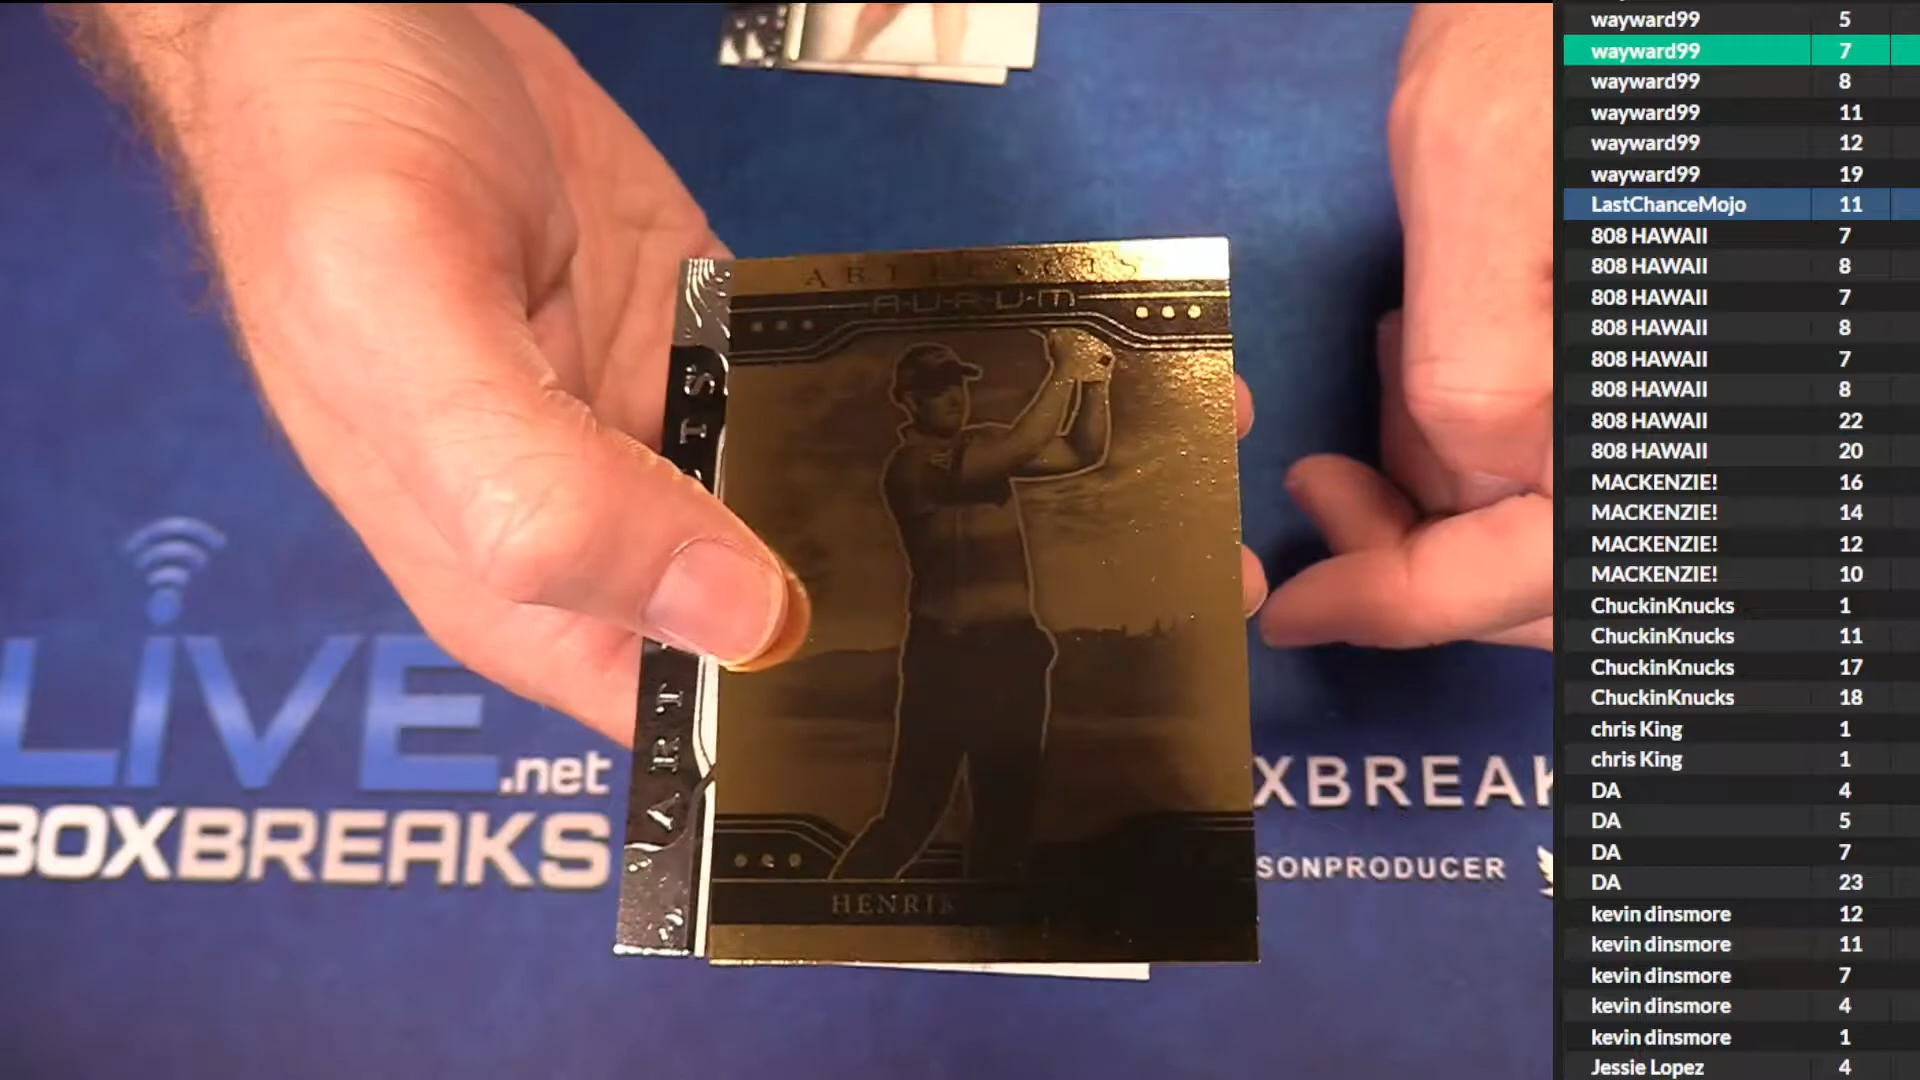 ARTIFACTS
A·U·R·U·M
HENRIK
LiVE
.net
BOXBREAKS
XBREAK
SONPRODUCER
wayward99 5
wayward99 7
wayward99 8
wayward99 11
wayward99 12
wayward99 19
LastChanceMojo 11
808 HAWAII 7
808 HAWAII 8
808 HAWAII 7
808 HAWAII 8
808 HAWAII 7
808 HAWAII 8
808 HAWAII 22
808 HAWAII 20
MACKENZIE! 16
MACKENZIE! 14
MACKENZIE! 12
MACKENZIE! 10
ChuckinKnucks 1
ChuckinKnucks 11
ChuckinKnucks 17
ChuckinKnucks 18
chris King 1
chris King 1
DA 4
DA 5
DA 7
DA 23
kevin dinsmore 12
kevin dinsmore 11
kevin dinsmore 7
kevin dinsmore 4
kevin dinsmore 1
Jessie Lopez 4